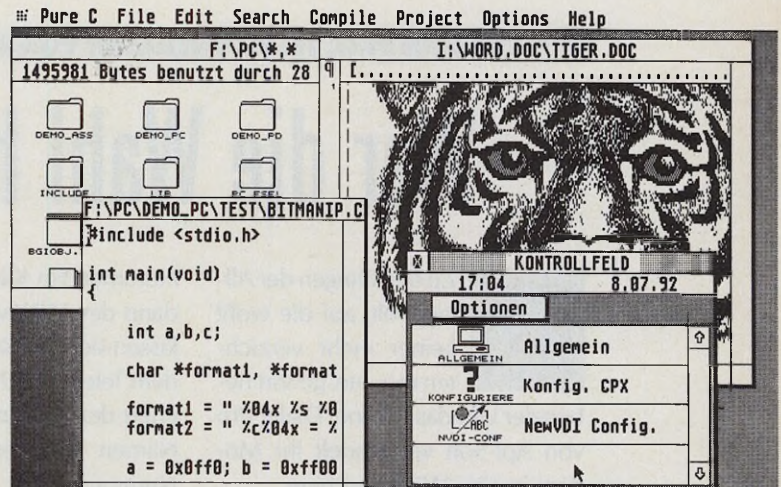 Pure C File Edit Search Compile Project Options Help
F:\PC\*,*
1495981 Bytes benutzt durch 28
DEMO_ASS DEMO_PC DEMO_PD
INCLUDE LIB PC_ESEL
BGIOBJ.
I:\WORD.DOC\TIGER.DOC
F:\PC\DEMO_PC\TEST\BITMANIP.C
#include <stdio.h>
int main(void)
{
int a,b,c;
char *format1, *format
format1 = " %04x %s %0
format2 = " %c%04x = %
a = 0x0ff0; b = 0xff00
KONTROLLFELD
17:04 8.07.92
Optionen
ALLGEMEIN
Allgemein
KONFIGURIERE
Konfig. CPX
ABC
NVDI-CONF
NewVDI Config.